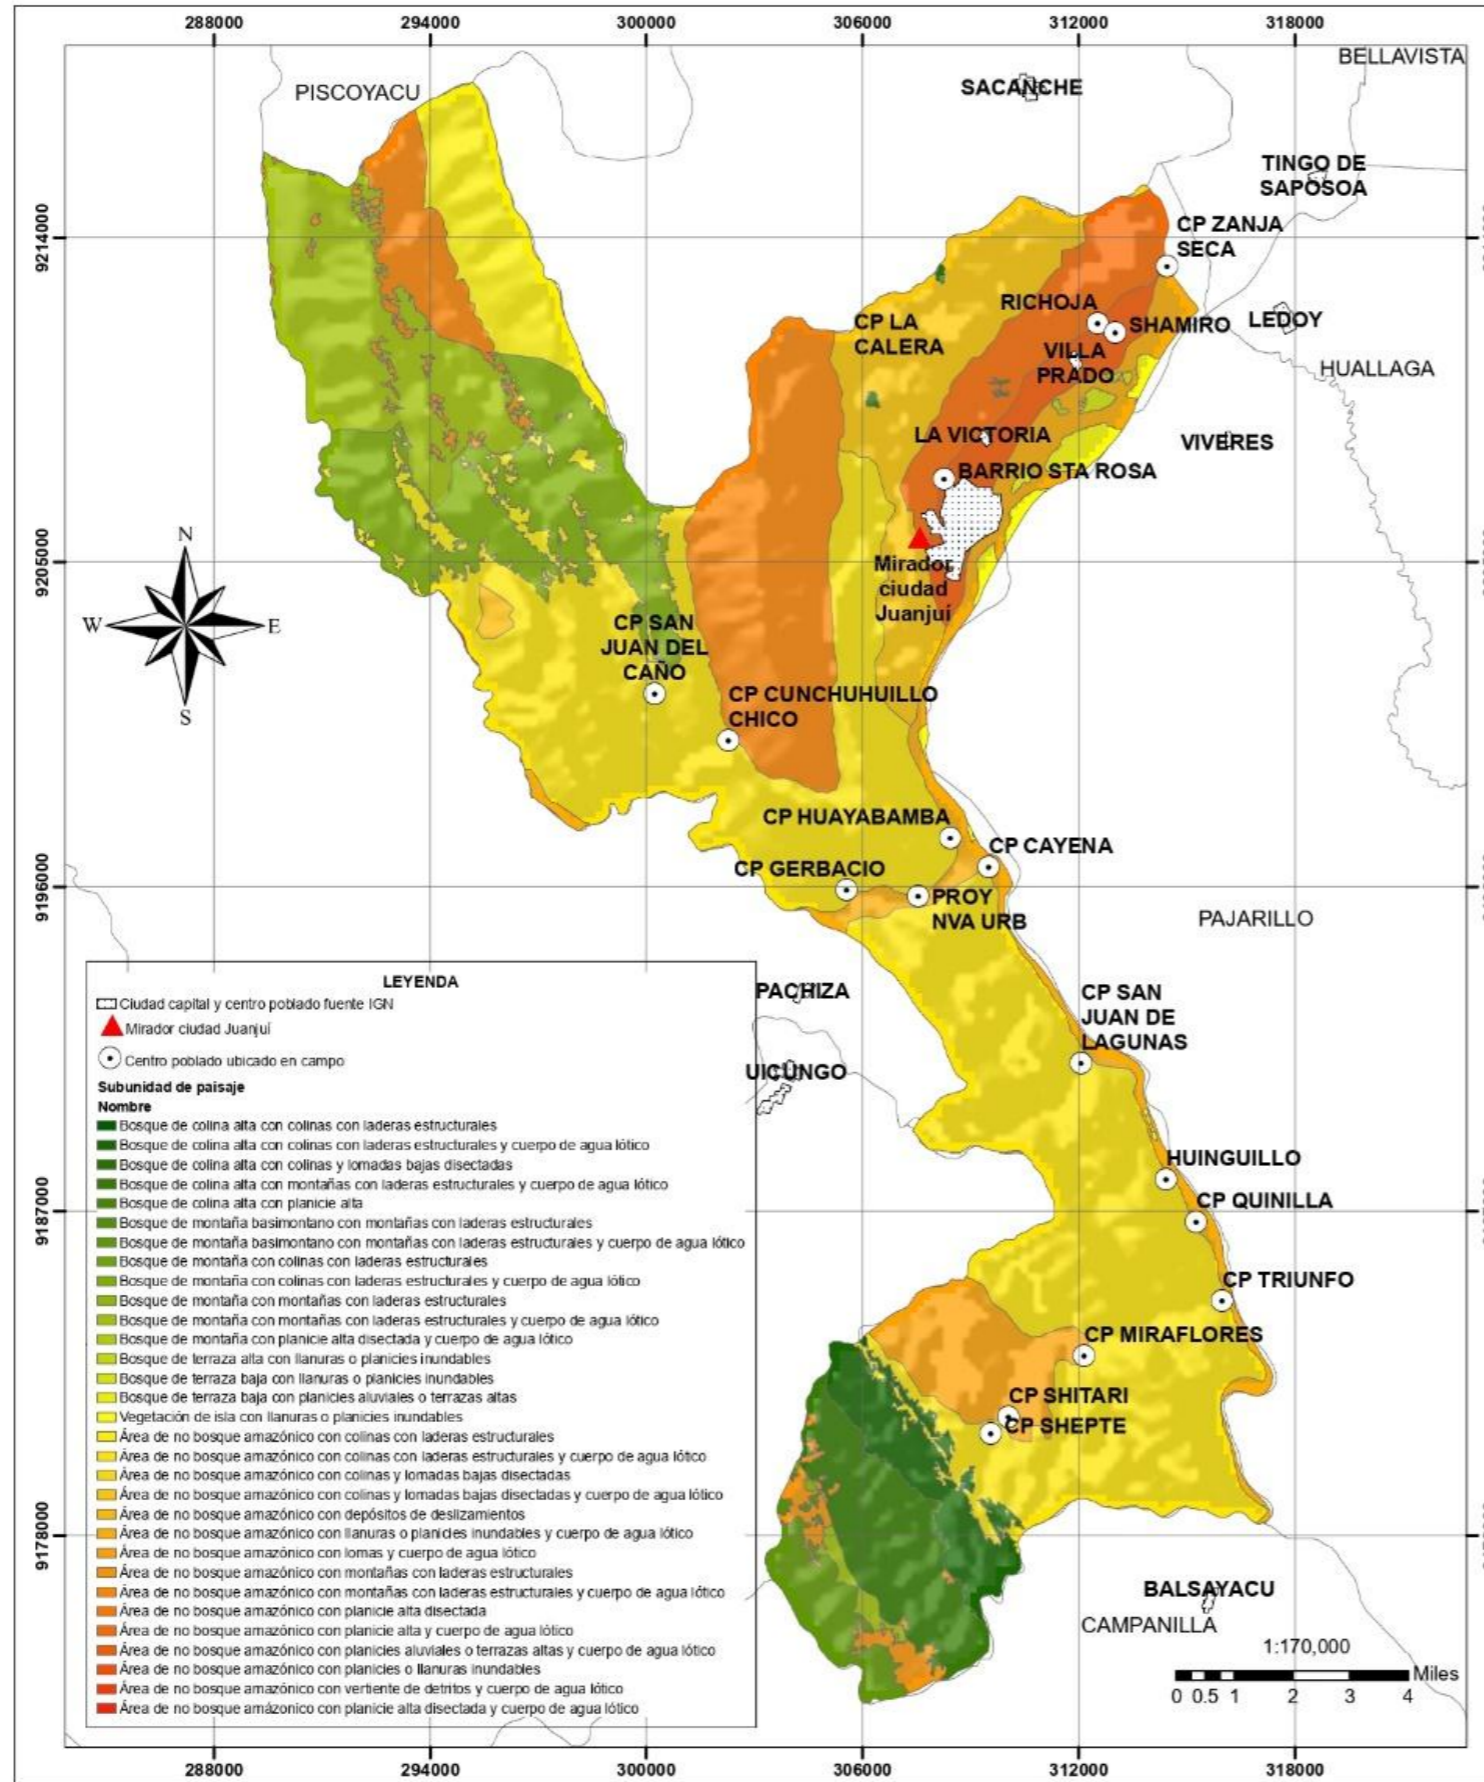 288000 294000 300000 306000 312000 318000
BELLAVISTA
PISCOYACU
SACANCHE
TINGO DE
SAPOSOA
9214000
CP ZANJA
SECA
RICHOJA
SHAMIRO
LEDOY
CP LA
CALERA
VILLA
PRADO
HUALLAGA
LA VICTORIA
VIVERES
BARRIO STA ROSA
N
W E
S
9205000
Mirador
ciudad
Juanjuí
CP SAN
JUAN DEL
CAÑO
CP CUNCHUHUILLO
CHICO
CP HUAYABAMBA
CP CAYENA
CP GERBACIO
9196000
PROY
NVA URB
PAJARILLO
PACHIZA
CP SAN
JUAN DE
LAGUNAS
UICUNGO
HUINGUILLO
CP QUINILLA
9187000
CP TRIUNFO
CP MIRAFLORES
CP SHITARI
CP SHEPTE
9178000
BALSAYACU
CAMPANILLA
LEYENDA
Ciudad capital y centro poblado fuente IGN
Mirador ciudad Juanjuí
Centro poblado ubicado en campo
Subunidad de paisaje
Nombre
Bosque de colina alta con colinas con laderas estructurales
Bosque de colina alta con colinas con laderas estructurales y cuerpo de agua lótico
Bosque de colina alta con colinas y lomadas bajas disectadas
Bosque de colina alta con montañas con laderas estructurales y cuerpo de agua lótico
Bosque de colina alta con planicie alta
Bosque de montaña basimontano con montañas con laderas estructurales
Bosque de montaña basimontano con montañas con laderas estructurales y cuerpo de agua lótico
Bosque de montaña con colinas con laderas estructurales
Bosque de montaña con colinas con laderas estructurales y cuerpo de agua lótico
Bosque de montaña con montañas con laderas estructurales
Bosque de montaña con montañas con laderas estructurales y cuerpo de agua lótico
Bosque de montaña con planicie alta disectada y cuerpo de agua lótico
Bosque de terraza alta con llanuras o planicies inundables
Bosque de terraza baja con llanuras o planicies inundables
Bosque de terraza baja con planicies aluviales o terrazas altas
Vegetación de isla con llanuras o planicies inundables
Área de no bosque amazónico con colinas con laderas estructurales
Área de no bosque amazónico con colinas con laderas estructurales y cuerpo de agua lótico
Área de no bosque amazónico con colinas y lomadas bajas disectadas
Área de no bosque amazónico con colinas y lomadas bajas disectadas y cuerpo de agua lótico
Área de no bosque amazónico con depósitos de deslizamientos
Área de no bosque amazónico con llanuras o planicies inundables y cuerpo de agua lótico
Área de no bosque amazónico con lomas y cuerpo de agua lótico
Área de no bosque amazónico con montañas con laderas estructurales
Área de no bosque amazónico con montañas con laderas estructurales y cuerpo de agua lótico
Área de no bosque amazónico con planicie alta disectada
Área de no bosque amazónico con planicie alta y cuerpo de agua lótico
Área de no bosque amazónico con planicies aluviales o terrazas altas y cuerpo de agua lótico
Área de no bosque amazónico con planicies o llanuras inundables
Área de no bosque amazónico con vertiente de detritos y cuerpo de agua lótico
Área de no bosque amázonico con planicie alta disectada y cuerpo de agua lótico
1:170,000
Miles
0 0.5 1 2 3 4
288000 294000 300000 306000 312000 318000